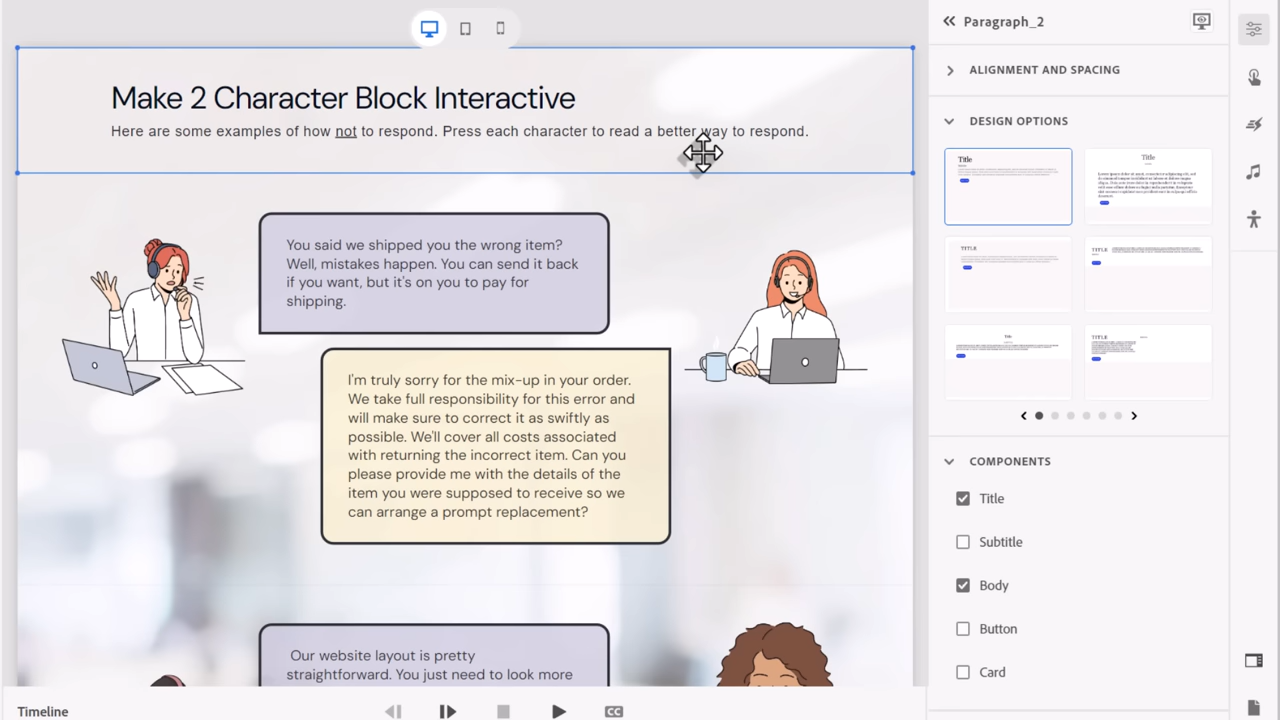 Make 2 Character Block Interactive
Here are some examples of how not to respond. Press each character to read a better way to respond.
You said we shipped you the wrong item?
Well, mistakes happen. You can send it back
if you want, but it's on you to pay for
shipping.
I'm truly sorry for the mix-up in your order.
We take full responsibility for this error and
will make sure to correct it as swiftly as
possible. We'll cover all costs associated
with returning the incorrect item. Can you
please provide me with the details of the
item you were supposed to receive so we
can arrange a prompt replacement?
Our website layout is pretty
straightforward. You just need to look more
Timeline
CC
Paragraph_2
ALIGNMENT AND SPACING
DESIGN OPTIONS
Title
Title
TITLE
TITLE
Title
TITLE
COMPONENTS
Title
Subtitle
Body
Button
Card